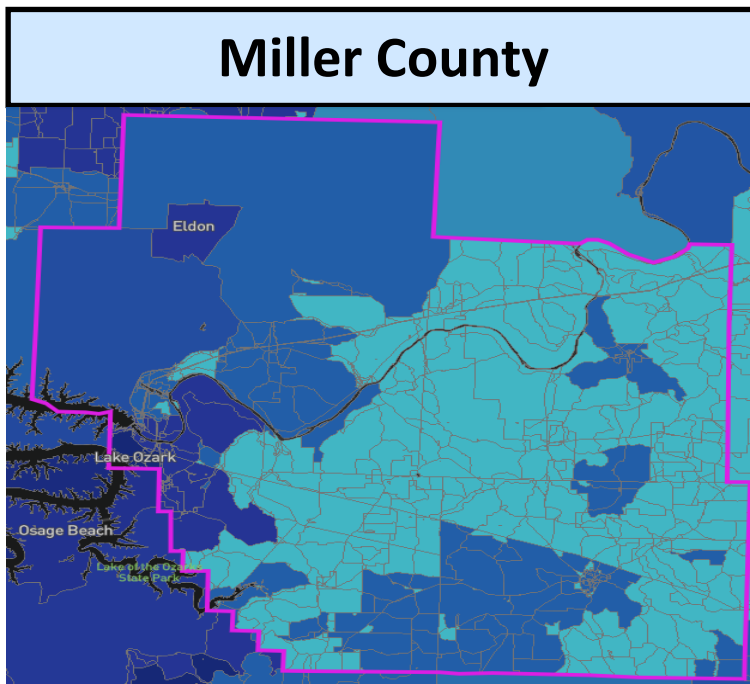 Miller County
Eldon
Lake Ozark
Osage Beach
Lake of the Ozarks
State Park